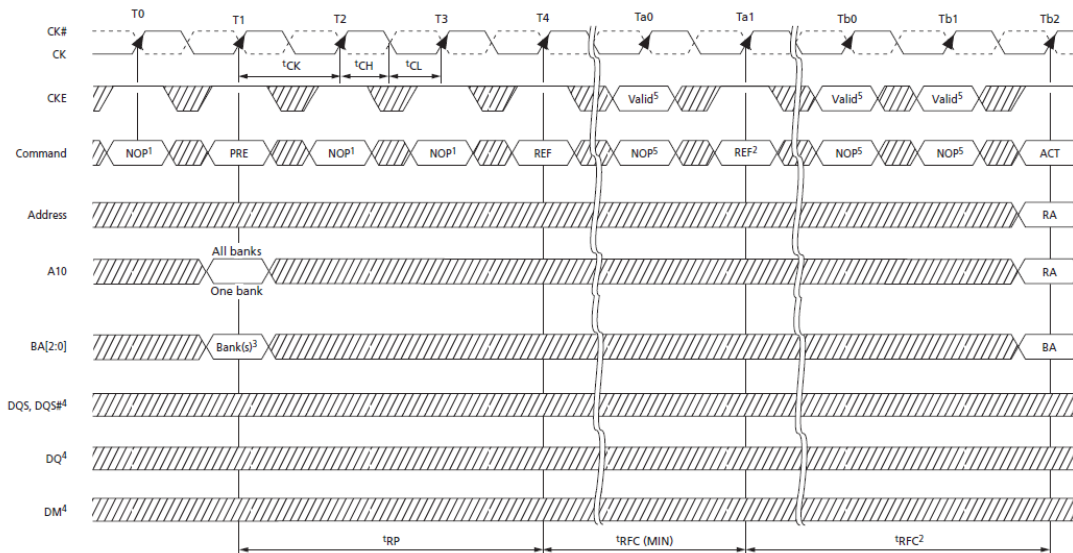 T0 T1 T2 T3 T4 Ta0 Ta1 Tb0 Tb1 Tb2
CK#
CK
tCK tCH tCL
CKE Valid5 Valid5 Valid5
Command NOP1 PRE NOP1 NOP1 REF NOP5 REF2 NOP5 NOP5 ACT
Address RA
All banks
A10 RA
One bank
BA[2:0] Bank(s)3 BA
DQS, DQS#4
DQ4
DM4
tRP tRFC (MIN) tRFC2